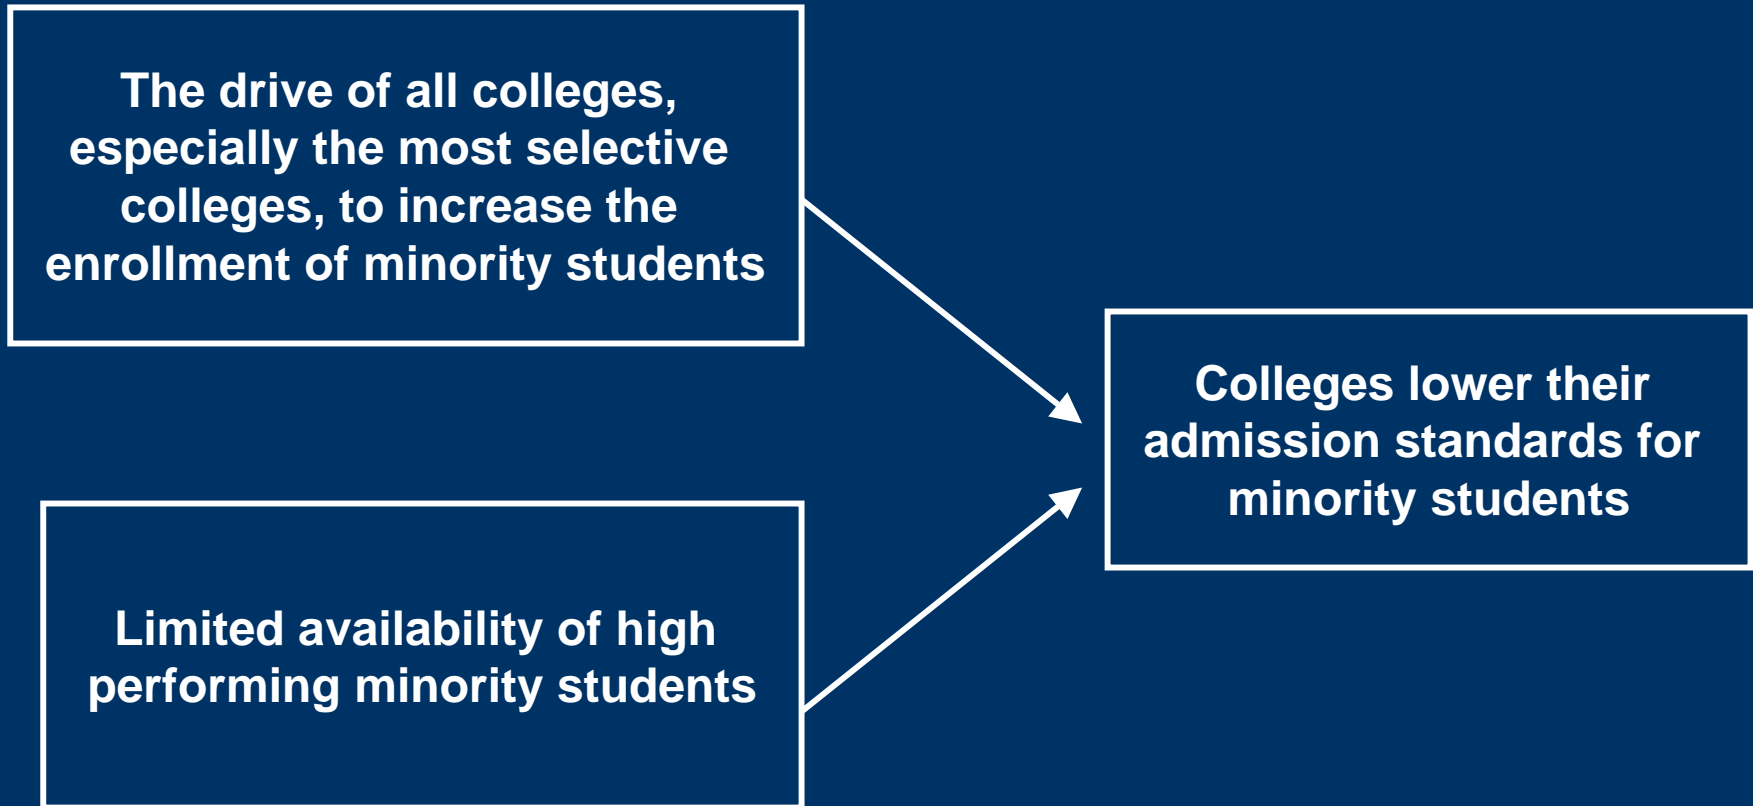 The drive of all colleges,
especially the most selective
colleges, to increase the
enrollment of minority students
Limited availability of high
performing minority students
Colleges lower their
admission standards for
minority students